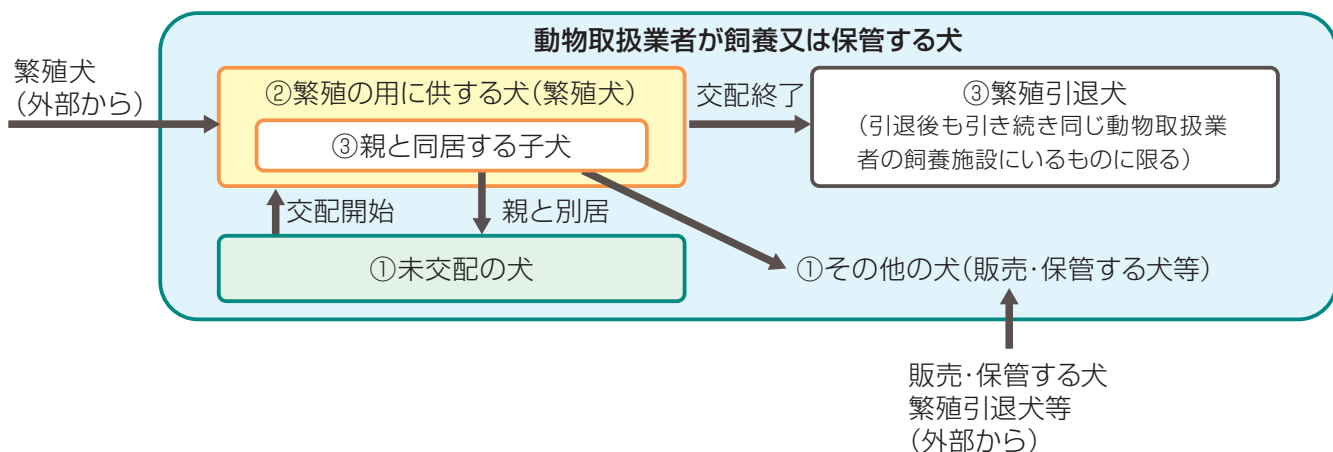 動物取扱業者が飼養又は保管する犬
繁殖犬
（外部から）
②繁殖の用に供する犬（繁殖犬）
③親と同居する子犬
交配終了
③繁殖引退犬
（引退後も引き続き同じ動物取扱業
者の飼養施設にいるものに限る）
交配開始
親と別居
①未交配の犬
①その他の犬（販売・保管する犬等）
販売・保管する犬
繁殖引退犬等
（外部から）